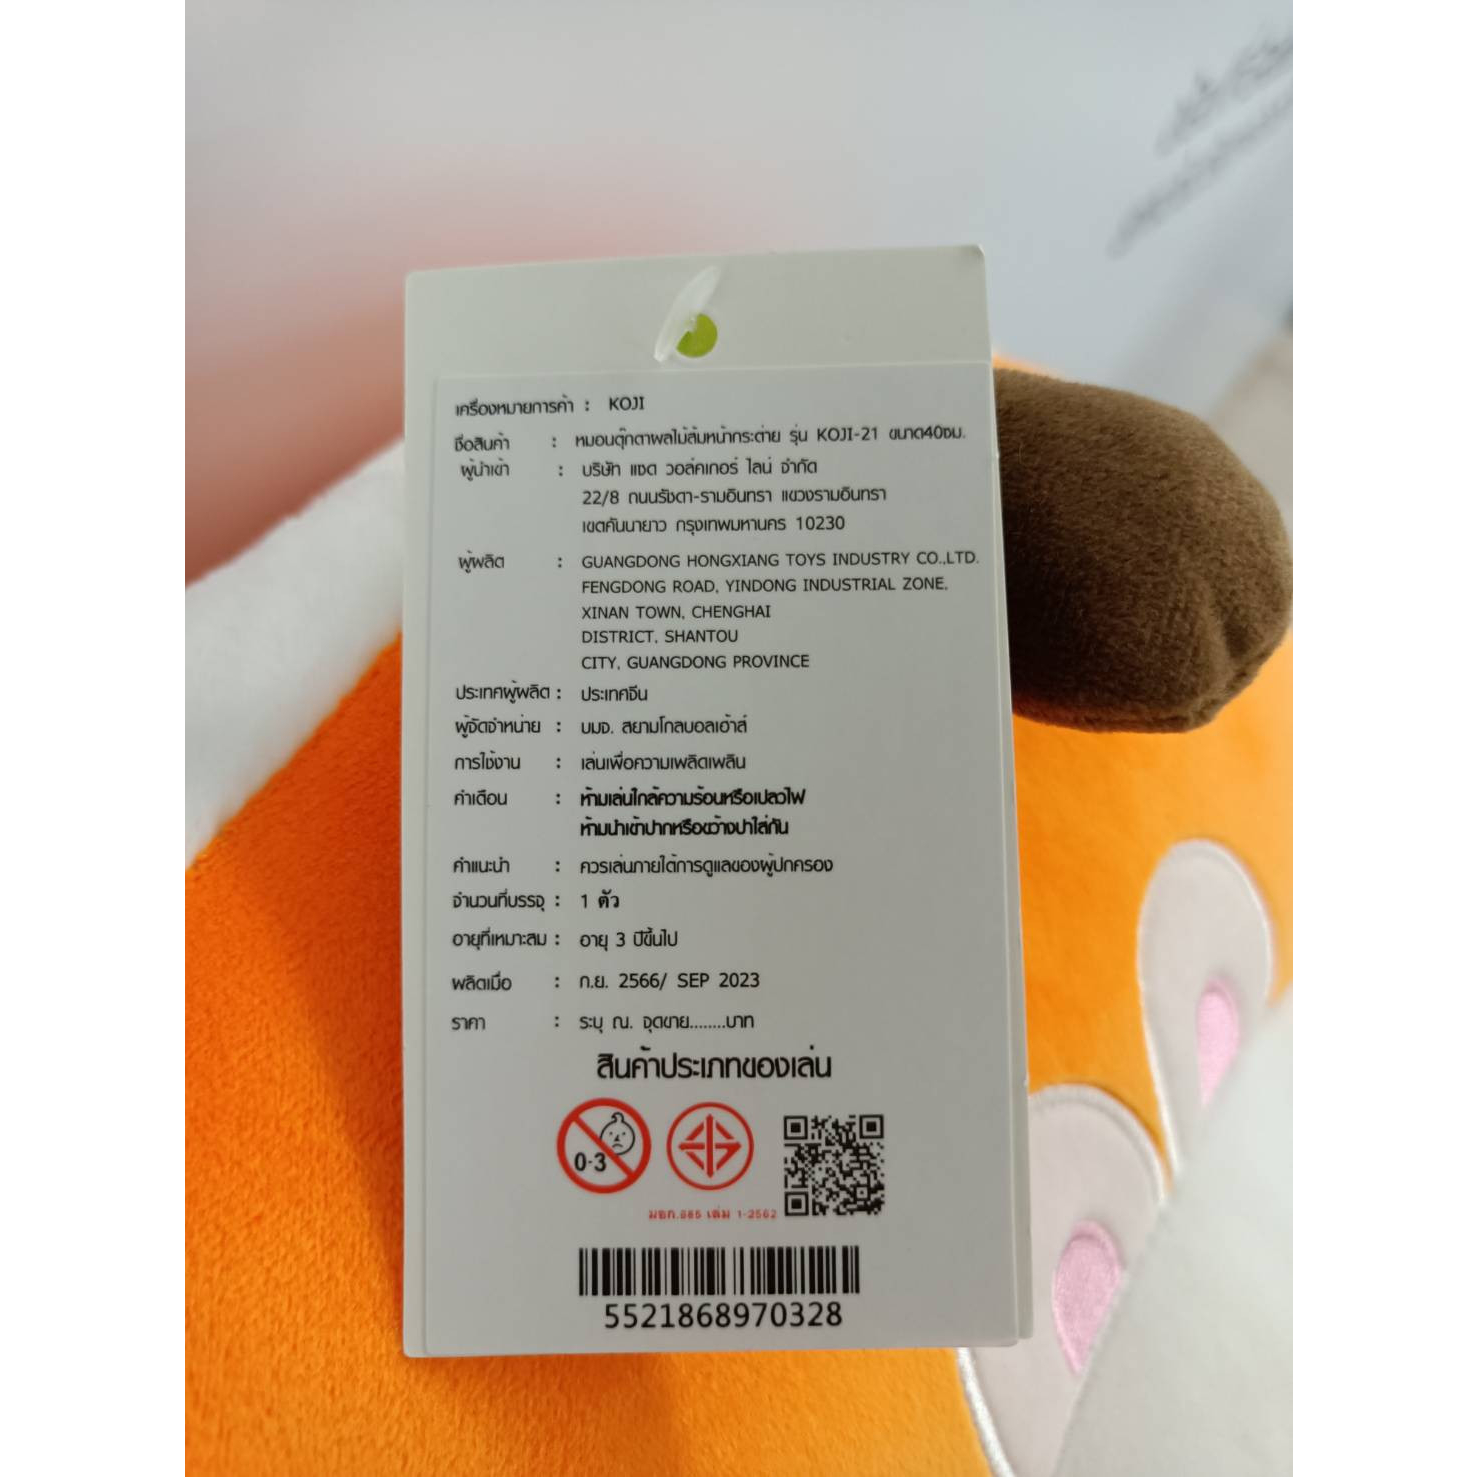 เครื่องหมายการค้า : KOJI
ชื่อสินค้า : หมอนตุ๊กตาผลไม้ส้มหน้ากระต่าย รุ่น KOJI-21 ขนาด40ซม.
ผู้นำเข้า : บริษัท แซด วอล์คเกอร์ ไลน์ จำกัด
22/8 ถนนรัชดา-รามอินทรา แขวงรามอินทรา
เขตคันนายาว กรุงเทพมหานคร 10230
ผู้ผลิต : GUANGDONG HONGXIANG TOYS INDUSTRY CO.,LTD.
FENGDONG ROAD, YINDONG INDUSTRIAL ZONE,
XINAN TOWN, CHENGHAI
DISTRICT, SHANTOU
CITY, GUANGDONG PROVINCE
ประเทศผู้ผลิต : ประเทศจีน
ผู้จัดจำหน่าย : บมจ. สยามโกลบอลเฮ้าส์
การใช้งาน : เล่นเพื่อความเพลิดเพลิน
คำเตือน : ห้ามเล่นใกล้ความร้อนหรือเปลวไฟ
ห้ามนำเข้าปากหรือขว้างปาใส่กัน
คำแนะนำ : ควรเล่นภายใต้การดูแลของผู้ปกครอง
จำนวนที่บรรจุ : 1 ตัว
อายุที่เหมาะสม : อายุ 3 ปีขึ้นไป
ผลิตเมื่อ : ก.ย. 2566/ SEP 2023
ราคา : ระบุ ณ. จุดขาย........บาท
สินค้าประเภทของเล่น
0-3
มอก.685 เล่ม 1-2562
5521868970328